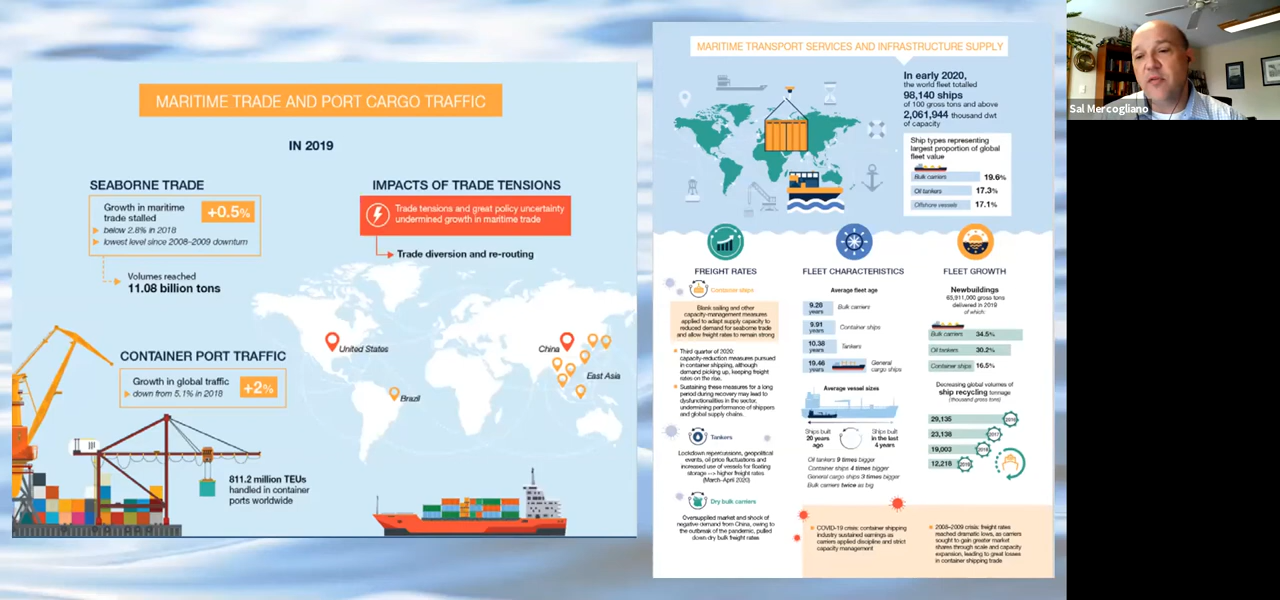 MARITIME TRADE AND PORT CARGO TRAFFIC
IN 2019
SEABORNE TRADE
Growth in maritime
trade stalled
+0.5%
below 2.8% in 2018
lowest level since 2008–2009 downturn
Volumes reached
11.08 billion tons
IMPACTS OF TRADE TENSIONS
Trade tensions and great policy uncertainty
undermined growth in maritime trade
Trade diversion and re-routing
United States
China
East Asia
Brazil
CONTAINER PORT TRAFFIC
Growth in global traffic
down from 5.1% in 2018
+2%
811.2 million TEUs
handled in container
ports worldwide
MARITIME TRANSPORT SERVICES AND INFRASTRUCTURE SUPPLY
In early 2020,
the world fleet totalled
98,140 ships
of 100 gross tons and above
2,061,944 thousand dwt
of capacity
Ship types representing
largest proportion of global
fleet value
Bulk carriers 19.6%
Oil tankers 17.3%
Offshore vessels 17.1%
FREIGHT RATES
Container ships
Blank sailing and other
capacity-management measures
applied to adapt supply capacity to
reduced demand for seaborne trade
and allow freight rates to remain strong
Third quarter of 2020:
capacity-reduction measures pursued
in container shipping, although
demand picking up, keeping freight
rates on the rise.
Sustaining these measures for a long
period during recovery may lead to
dysfunctionalities in the sector,
undermining performance of shippers
and global supply chains.
Tankers
Lockdown repercussions, geopolitical
events, oil price fluctuations and
increased use of vessels for floating
storage --> higher freight rates
(March–April 2020)
Dry bulk carriers
Oversupplied market and shock of
negative demand from China, owing to
the outbreak of the pandemic, pulled
down dry bulk freight rates
FLEET CHARACTERISTICS
Average fleet age
9.28 years Bulk carriers
9.91 years Container ships
10.38 years Tankers
19.46 years General cargo ships
Average vessel sizes
Ships built
20 years
ago
Ships built
in the last
4 years
Oil tankers 9 times bigger
Container ships 4 times bigger
General cargo ships 3 times bigger
Bulk carriers twice as big
FLEET GROWTH
Newbuildings
63,911,000 gross tons
delivered in 2019
of which:
Bulk carriers 34.5%
Oil tankers 30.2%
Container ships 16.5%
Decreasing global volumes of
ship recycling tonnage
(thousand gross tons)
29,135
23,138 2017
19,003 2018
12,218 2019
COVID-19 crisis: container shipping
industry sustained earnings as
carriers applied discipline and strict
capacity management
2008–2009 crisis: freight rates
reached dramatic lows, as carriers
sought to gain greater market
shares through scale and capacity
expansion, leading to great losses
in container shipping trade
Sal Mercogliano